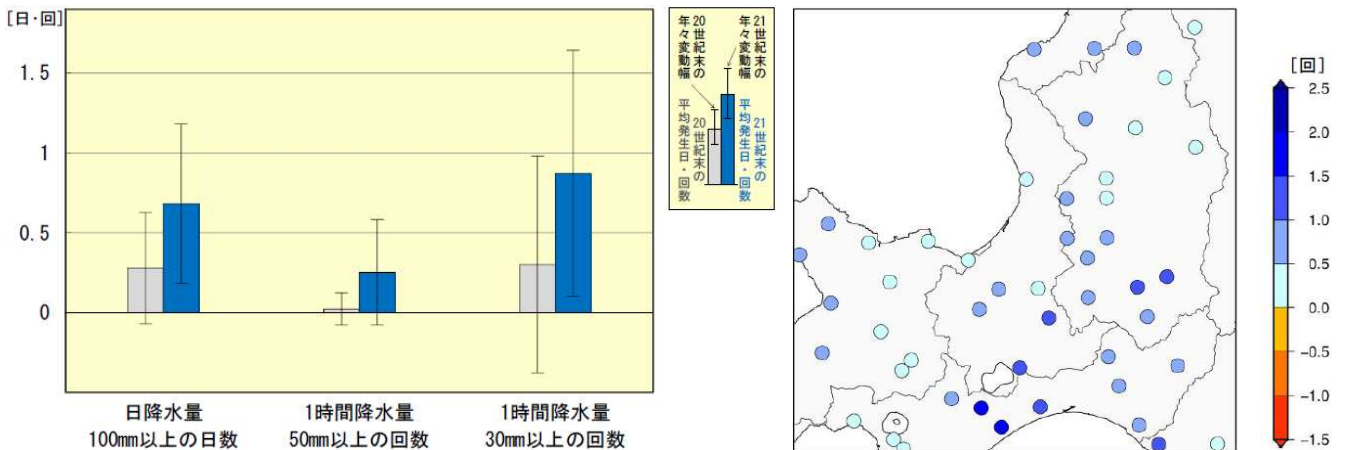 [日・回]
1.5
1
0.5
0
日降水量
100mm以上の日数
1時間降水量
50mm以上の回数
1時間降水量
30mm以上の回数
20世紀末の
年々変動幅
21世紀末の
年々変動幅
20世紀末の
平均発生日・回数
21世紀末の
平均発生日・回数
[回]
2.5
2.0
1.5
1.0
0.5
0.0
-0.5
-1.0
-1.5